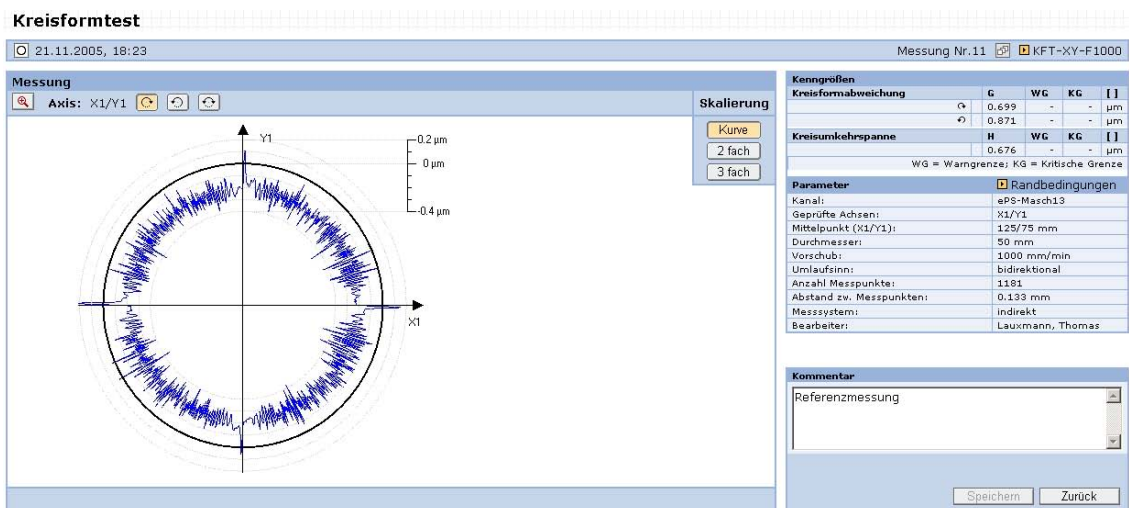 Kreisformtest
21.11.2005, 18:23
Messung Nr.11 KFT-XY-F1000
Messung
Axis: X1/Y1
Skalierung
Kurve
2 fach
3 fach
Y1
0.2 µm
0 µm
-0.4 µm
X1
Kenngrößen
Kreisformabweichung G WG KG [ ]
0.699 - - µm
0.871 - - µm
Kreisumkehrspanne H WG KG [ ]
0.676 - - µm
WG = Warngrenze; KG = Kritische Grenze
Parameter Randbedingungen
Kanal: ePS-Masch13
Geprüfte Achsen: X1/Y1
Mittelpunkt (X1/Y1): 125/75 mm
Durchmesser: 50 mm
Vorschub: 1000 mm/min
Umlaufsinn: bidirektional
Anzahl Messpunkte: 1181
Abstand zw. Messpunkten: 0.133 mm
Messsystem: indirekt
Bearbeiter: Lauxmann, Thomas
Kommentar
Referenzmessung
Speichern Zurück